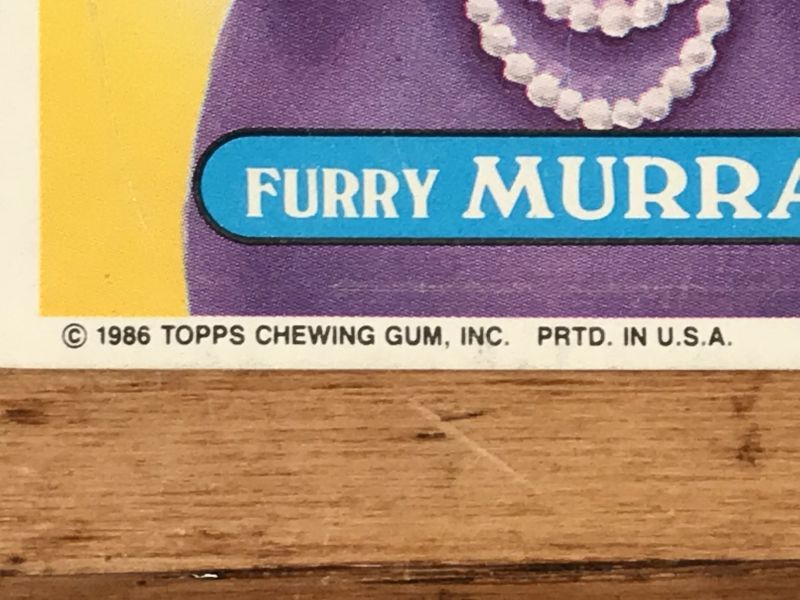 FURRY MURRA
© 1986 TOPPS CHEWING GUM, INC. PRTD. IN U.S.A.